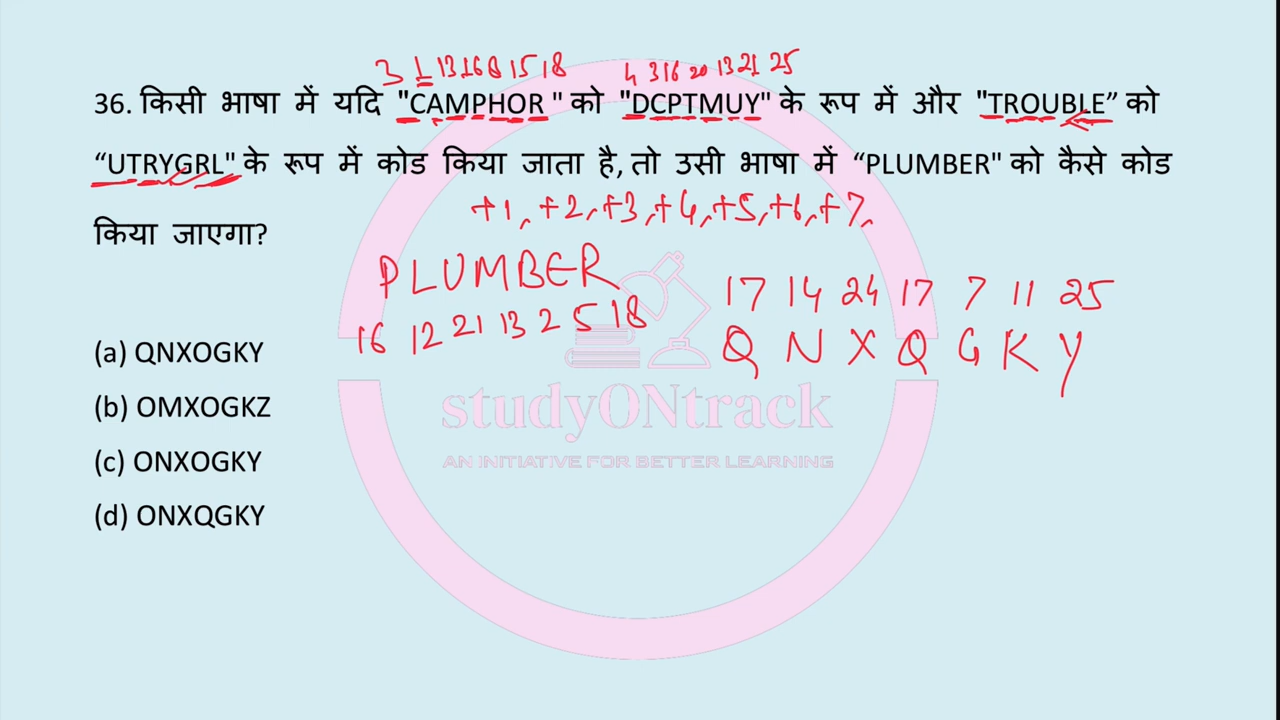 3 1 13 16 8 15 18 4 3 16 20 13 21 25
36. किसी भाषा में यदि "CAMPHOR " को "DCPTMUY" के रूप में और "TROUBLE” को
“UTRYGRL" के रूप में कोड किया जाता है, तो उसी भाषा में “PLUMBER" को कैसे कोड
+1, +2, +3, +4, +5, +6, +7,
किया जाएगा?
PLUMBER
16 12 21 13 2 5 18
17 14 24 17 7 11 25
Q N X Q G K Y
(a) QNXOGKY
(b) OMXOGKZ
(c) ONXOGKY
(d) ONXQGKY
studyONtrack
AN INITIATIVE FOR BETTER LEARNING